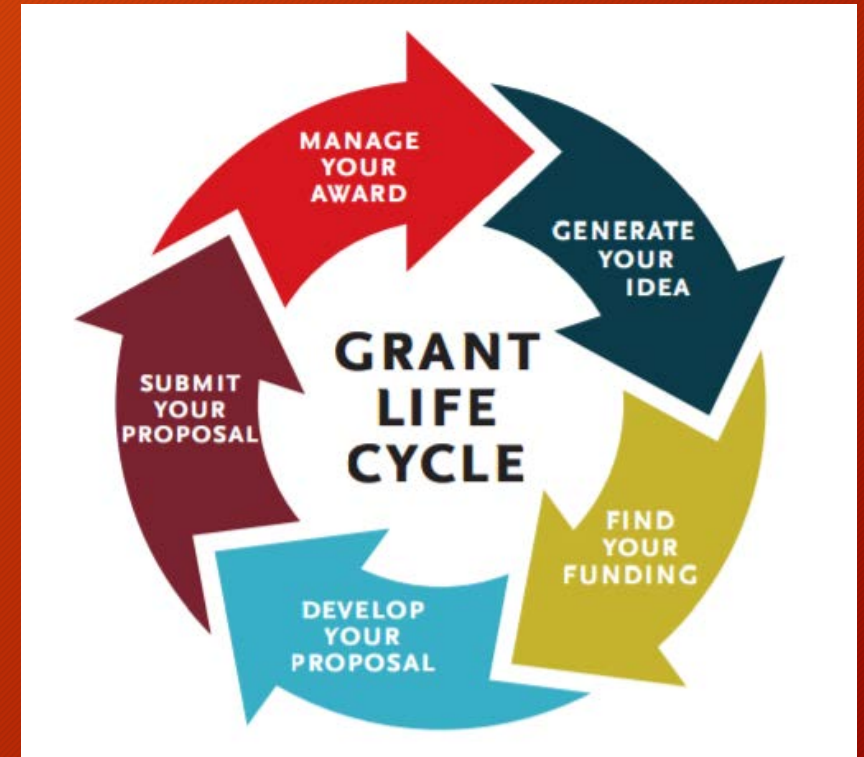 GRANT
LIFE
CYCLE
GENERATE
YOUR
IDEA
FIND
YOUR
FUNDING
DEVELOP
YOUR
PROPOSAL
SUBMIT
YOUR
PROPOSAL
MANAGE
YOUR
AWARD